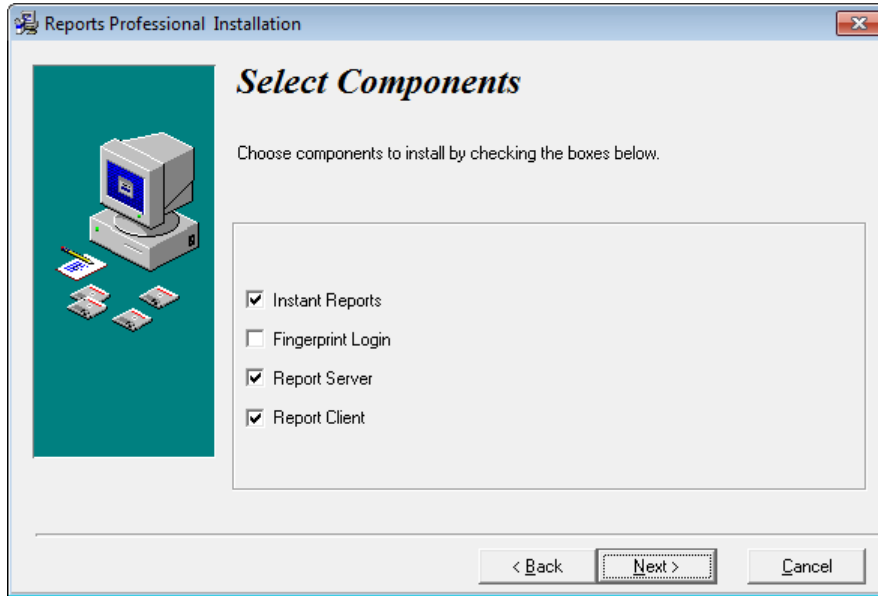 Reports Professional Installation
Select Components
Choose components to install by checking the boxes below.
Instant Reports
Fingerprint Login
Report Server
Report Client
< Back
Next >
Cancel